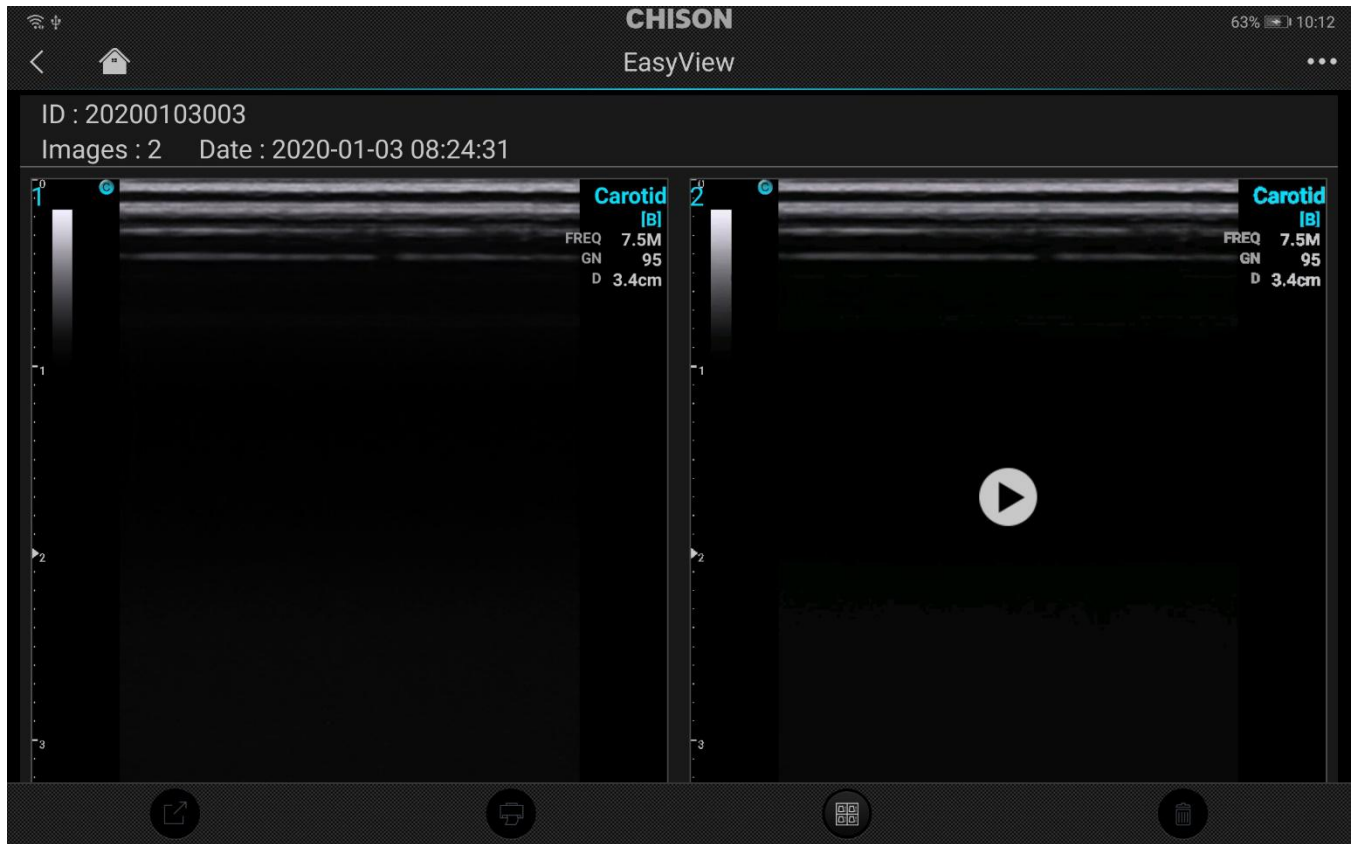 CHISON
63% 10:12
EasyView
ID : 20200103003
Images : 2 Date : 2020-01-03 08:24:31
1
0
C
Carotid
[B]
FREQ 7.5M
GN 95
D 3.4cm
1
2
3
2
0
C
Carotid
[B]
FREQ 7.5M
GN 95
D 3.4cm
1
2
3